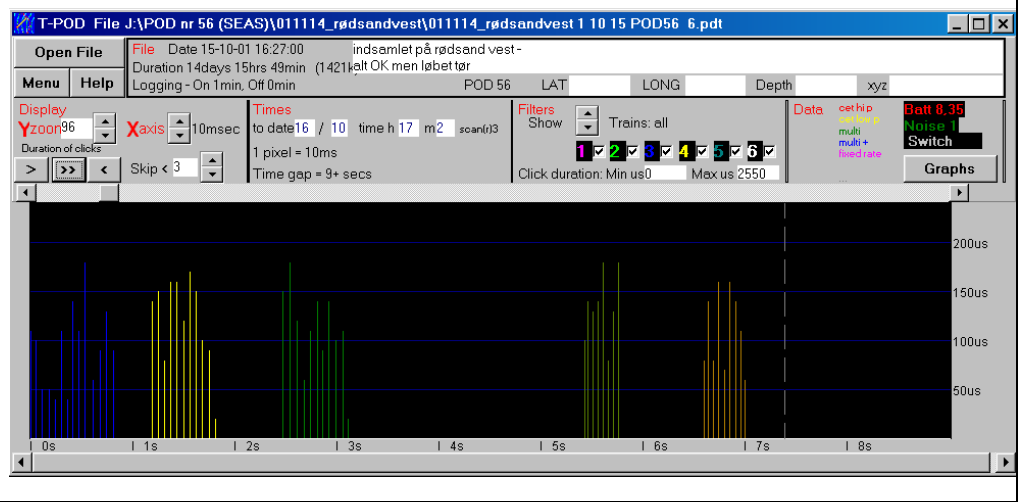 T-POD File J:\POD nr 56 (SEAS)\011114_rødsandvest\011114_rødsandvest 1 10 15 POD56 6.pdt
Open File
Menu Help
File Date 15-10-01 16:27:00
Duration 14days 15hrs 49min (1421k
Logging - On 1min, Off 0min
indsamlet på rødsand vest -
alt OK men løbet tør
POD 56 LAT LONG Depth xyz
Display
Yzoon 96
Duration of clicks
> >> <
Xaxis 10msec
Skip < 3
Times
to date 16 / 10 time h 17 m2 scan(r)3
1 pixel = 10ms
Time gap = 9+ secs
Filters
Show Trains: all
1 2 3 4 5 6
Click duration: Min us 0 Max us 2550
Data
cet hi p
cet low p
multi
multi +
fixed rate
...
Batt 8,35
Noise 1
Switch
Graphs
200us
150us
100us
50us
0s 1s 2s 3s 4s 5s 6s 7s 8s